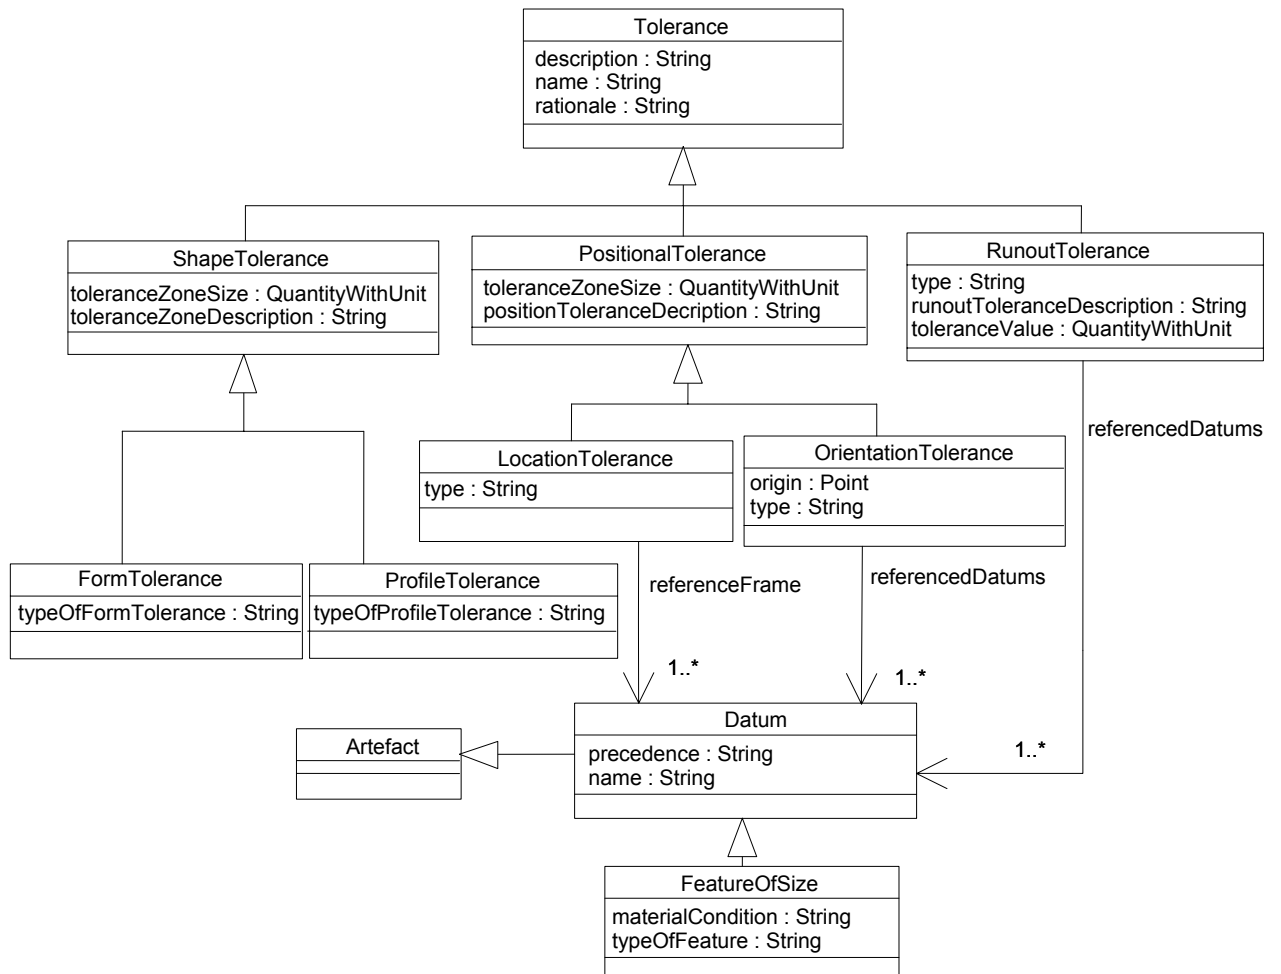 Tolerance
description : String
name : String
rationale : String
ShapeTolerance
toleranceZoneSize : QuantityWithUnit
toleranceZoneDescription : String
PositionalTolerance
toleranceZoneSize : QuantityWithUnit
positionToleranceDecription : String
RunoutTolerance
type : String
runoutToleranceDescription : String
toleranceValue : QuantityWithUnit
referencedDatums
LocationTolerance
type : String
OrientationTolerance
origin : Point
type : String
FormTolerance
typeOfFormTolerance : String
ProfileTolerance
typeOfProfileTolerance : String
referenceFrame
referencedDatums
1..*
1..*
1..*
Artefact
Datum
precedence : String
name : String
FeatureOfSize
materialCondition : String
typeOfFeature : String